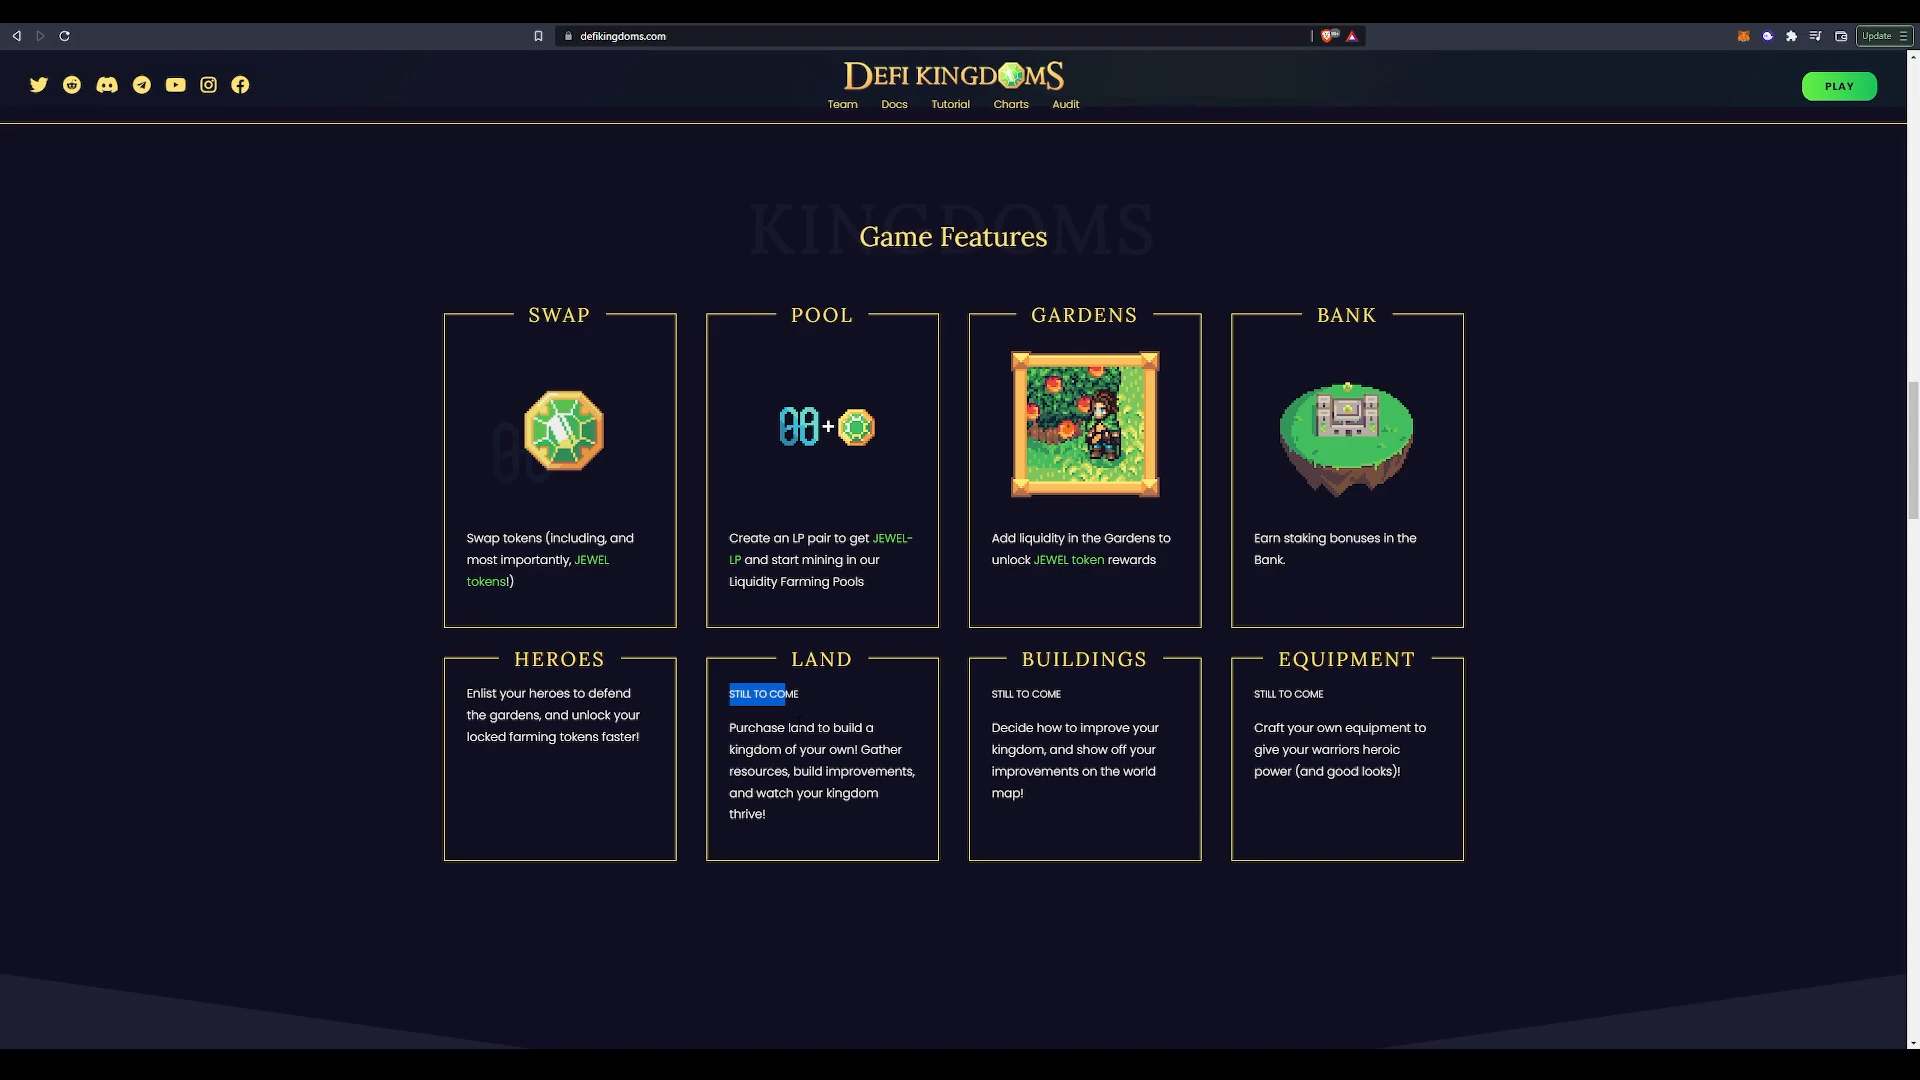 defikingdoms.com
Update
DEFI KINGDOMS
Team Docs Tutorial Charts Audit
PLAY
KINGDOMS
Game Features
SWAP
Swap tokens (including, and
most importantly, JEWEL
tokens!)
POOL
+
Create an LP pair to get JEWEL-
LP and start mining in our
Liquidity Farming Pools
GARDENS
Add liquidity in the Gardens to
unlock JEWEL token rewards
BANK
Earn staking bonuses in the
Bank.
HEROES
Enlist your heroes to defend
the gardens, and unlock your
locked farming tokens faster!
LAND
STILL TO COME
Purchase land to build a
kingdom of your own! Gather
resources, build improvements,
and watch your kingdom
thrive!
BUILDINGS
STILL TO COME
Decide how to improve your
kingdom, and show off your
improvements on the world
map!
EQUIPMENT
STILL TO COME
Craft your own equipment to
give your warriors heroic
power (and good looks)!